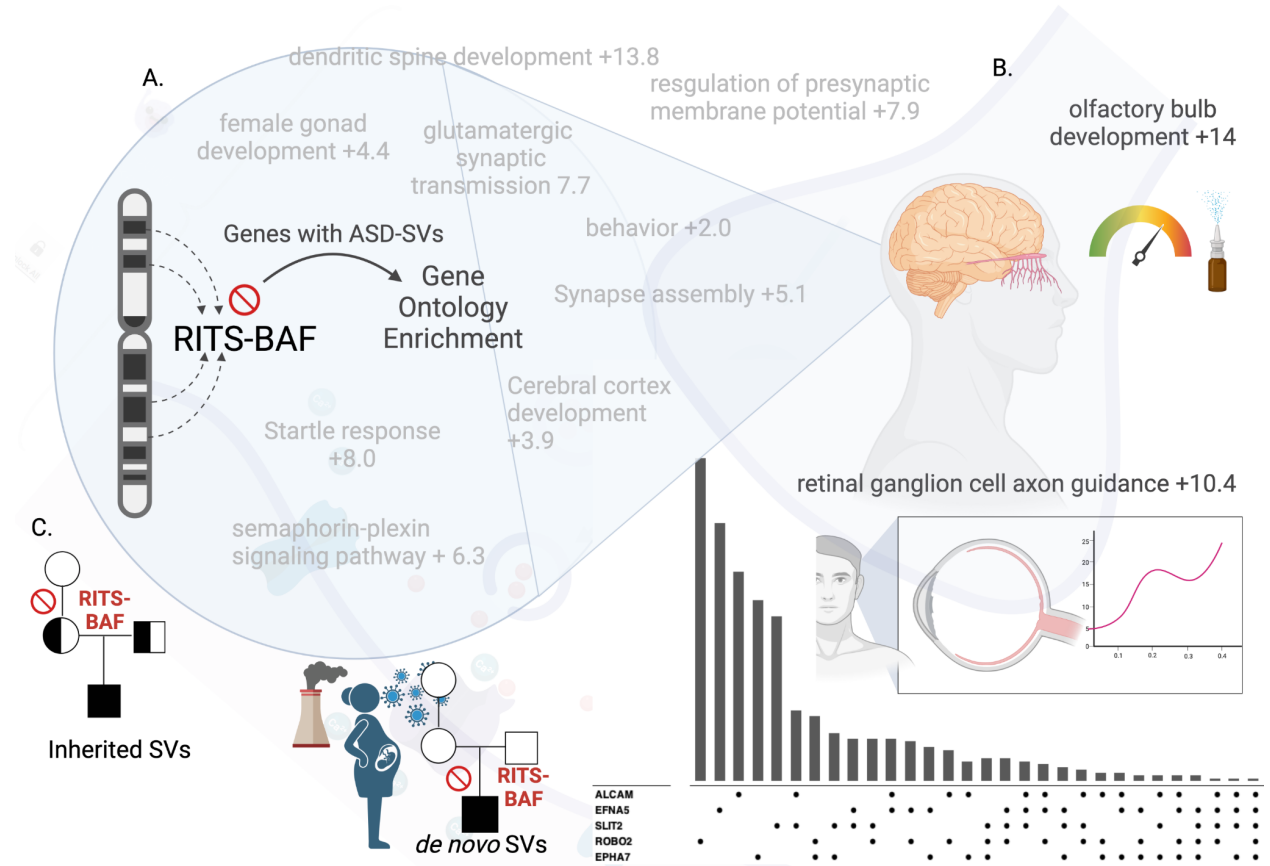 A.
B.
dendritic spine development +13.8
resgulation of presynaptic
membrane potential +7.9
olfactory bulb
development +14
female gonad
development +4.4
glutamatergic
synaptic
transmission 7.7
Genes with ASD-SVs
behavior +2.0
Gene
Ontology
Enrichment
Synapse assembly +5.1
RITS-BAF
Cerebral cortex
development
+3.9
Startle response
+8.0
retinal ganglion cell axon guidance +10.4
semaphorin-plexin
signaling pathway + 6.3
25
20
15
10
5
0
0.1
0.2
0.3
0.4
C.
RITS-
BAF
Inherited SVs
RITS-
BAF
de novo SVs
ALCAM
EFNA5
SLIT2
ROBO2
EPHA7